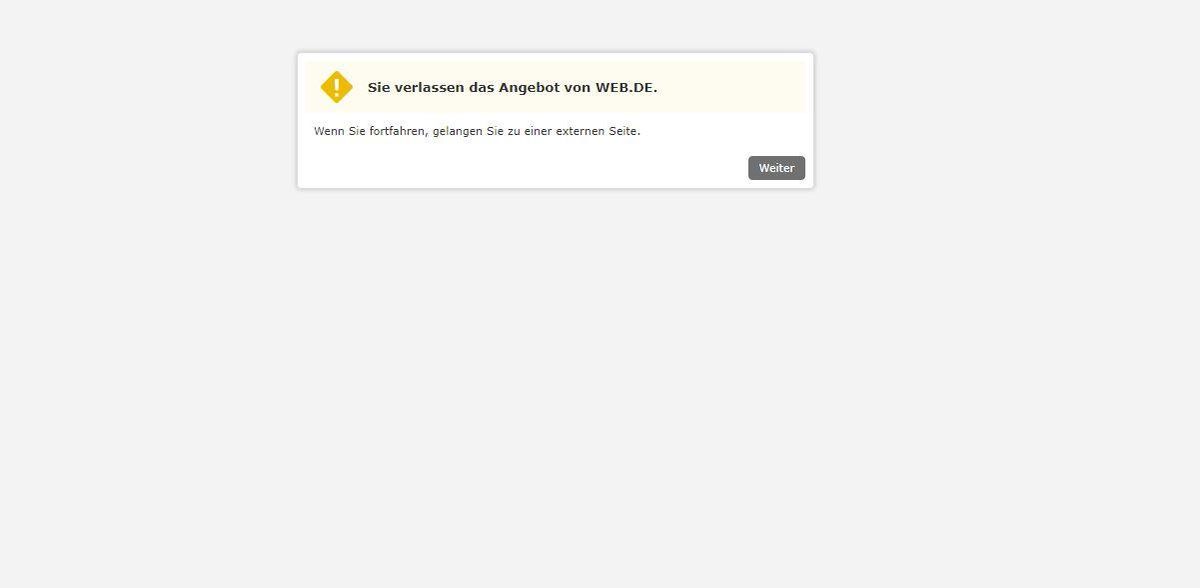 Sie verlassen das Angebot von WEB.DE.
Wenn Sie fortfahren, gelangen Sie zu einer externen Seite.
Weiter